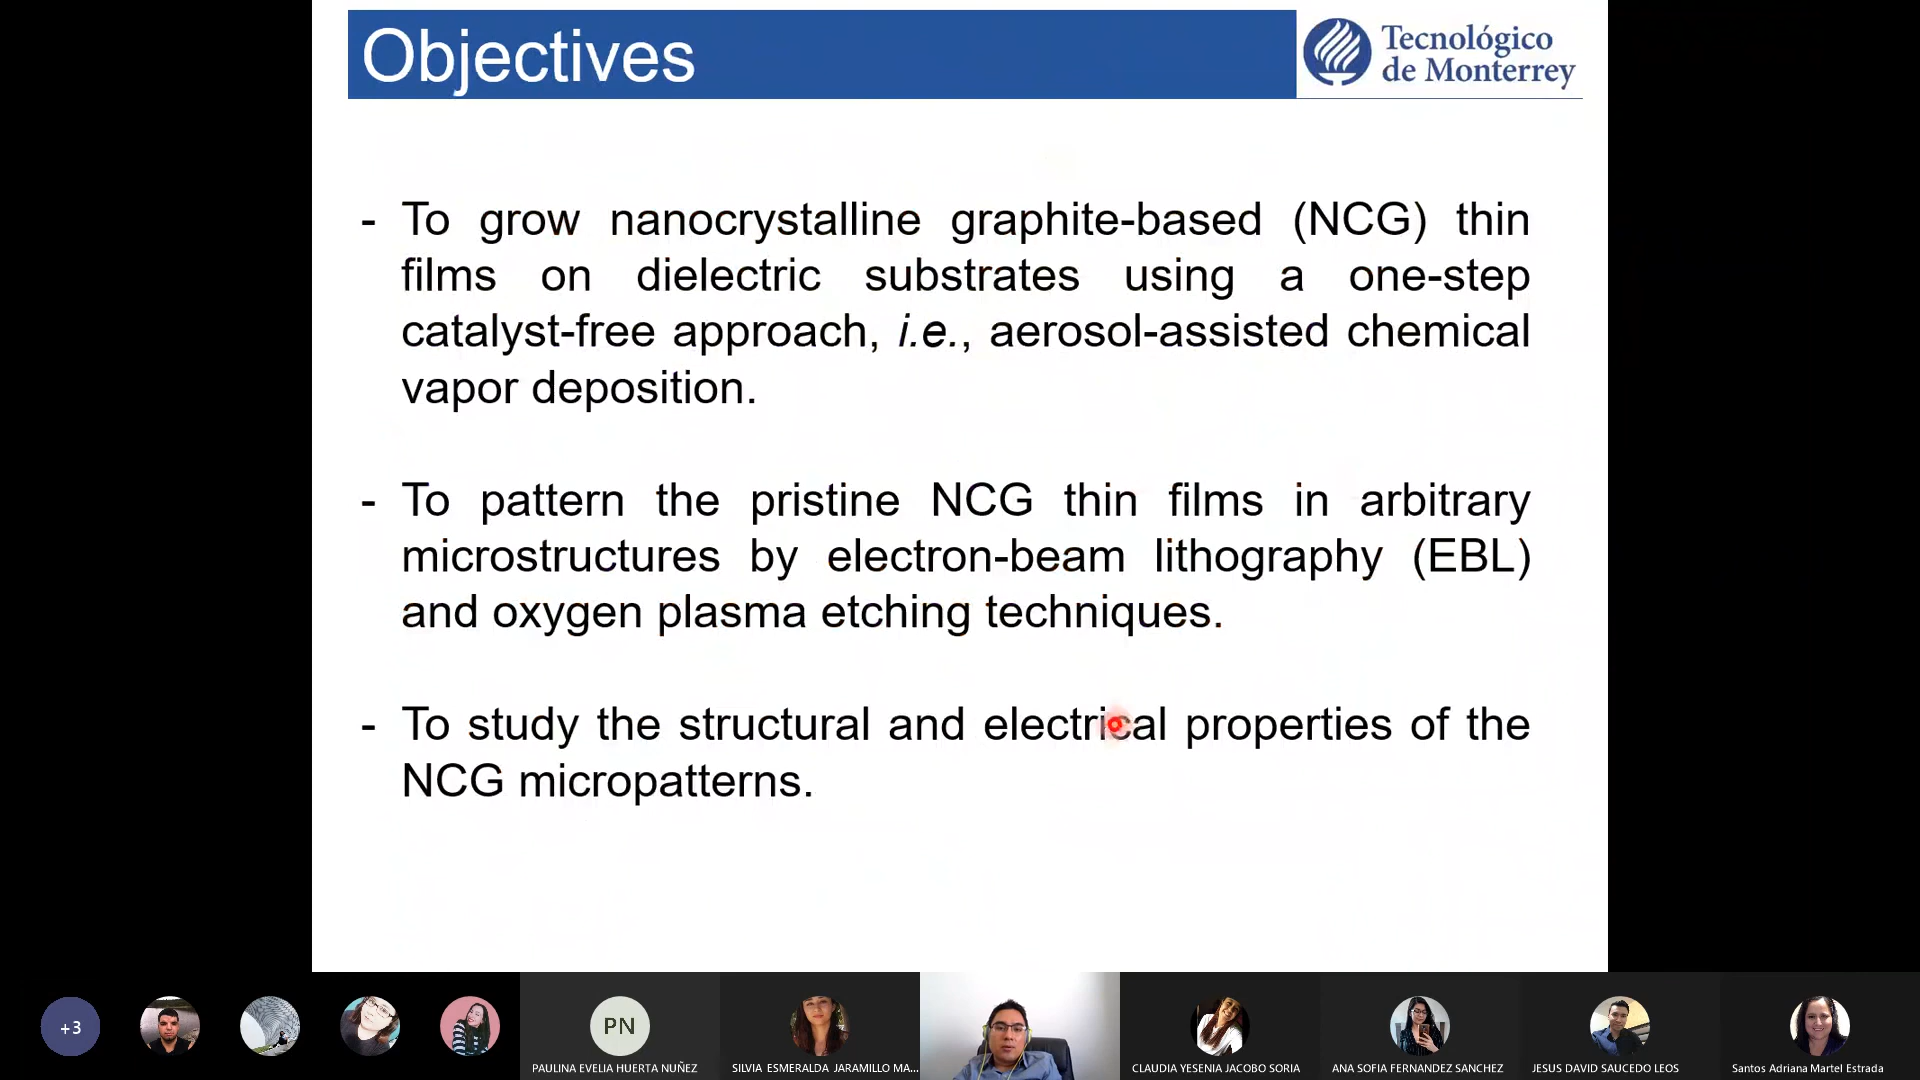 Objectives
Tecnológico
de Monterrey
- To grow nanocrystalline graphite-based (NCG) thin
films on dielectric substrates using a one-step
catalyst-free approach, i.e., aerosol-assisted chemical
vapor deposition.
- To pattern the pristine NCG thin films in arbitrary
microstructures by electron-beam lithography (EBL)
and oxygen plasma etching techniques.
- To study the structural and electrical properties of the
NCG micropatterns.
+3
PN
PAULINA EVELIA HUERTA NUÑEZ
SILVIA ESMERALDA JARAMILLO MA...
CLAUDIA YESENIA JACOBO SORIA
ANA SOFIA FERNANDEZ SANCHEZ
JESUS DAVID SAUCEDO LEOS
Santos Adriana Martel Estrada